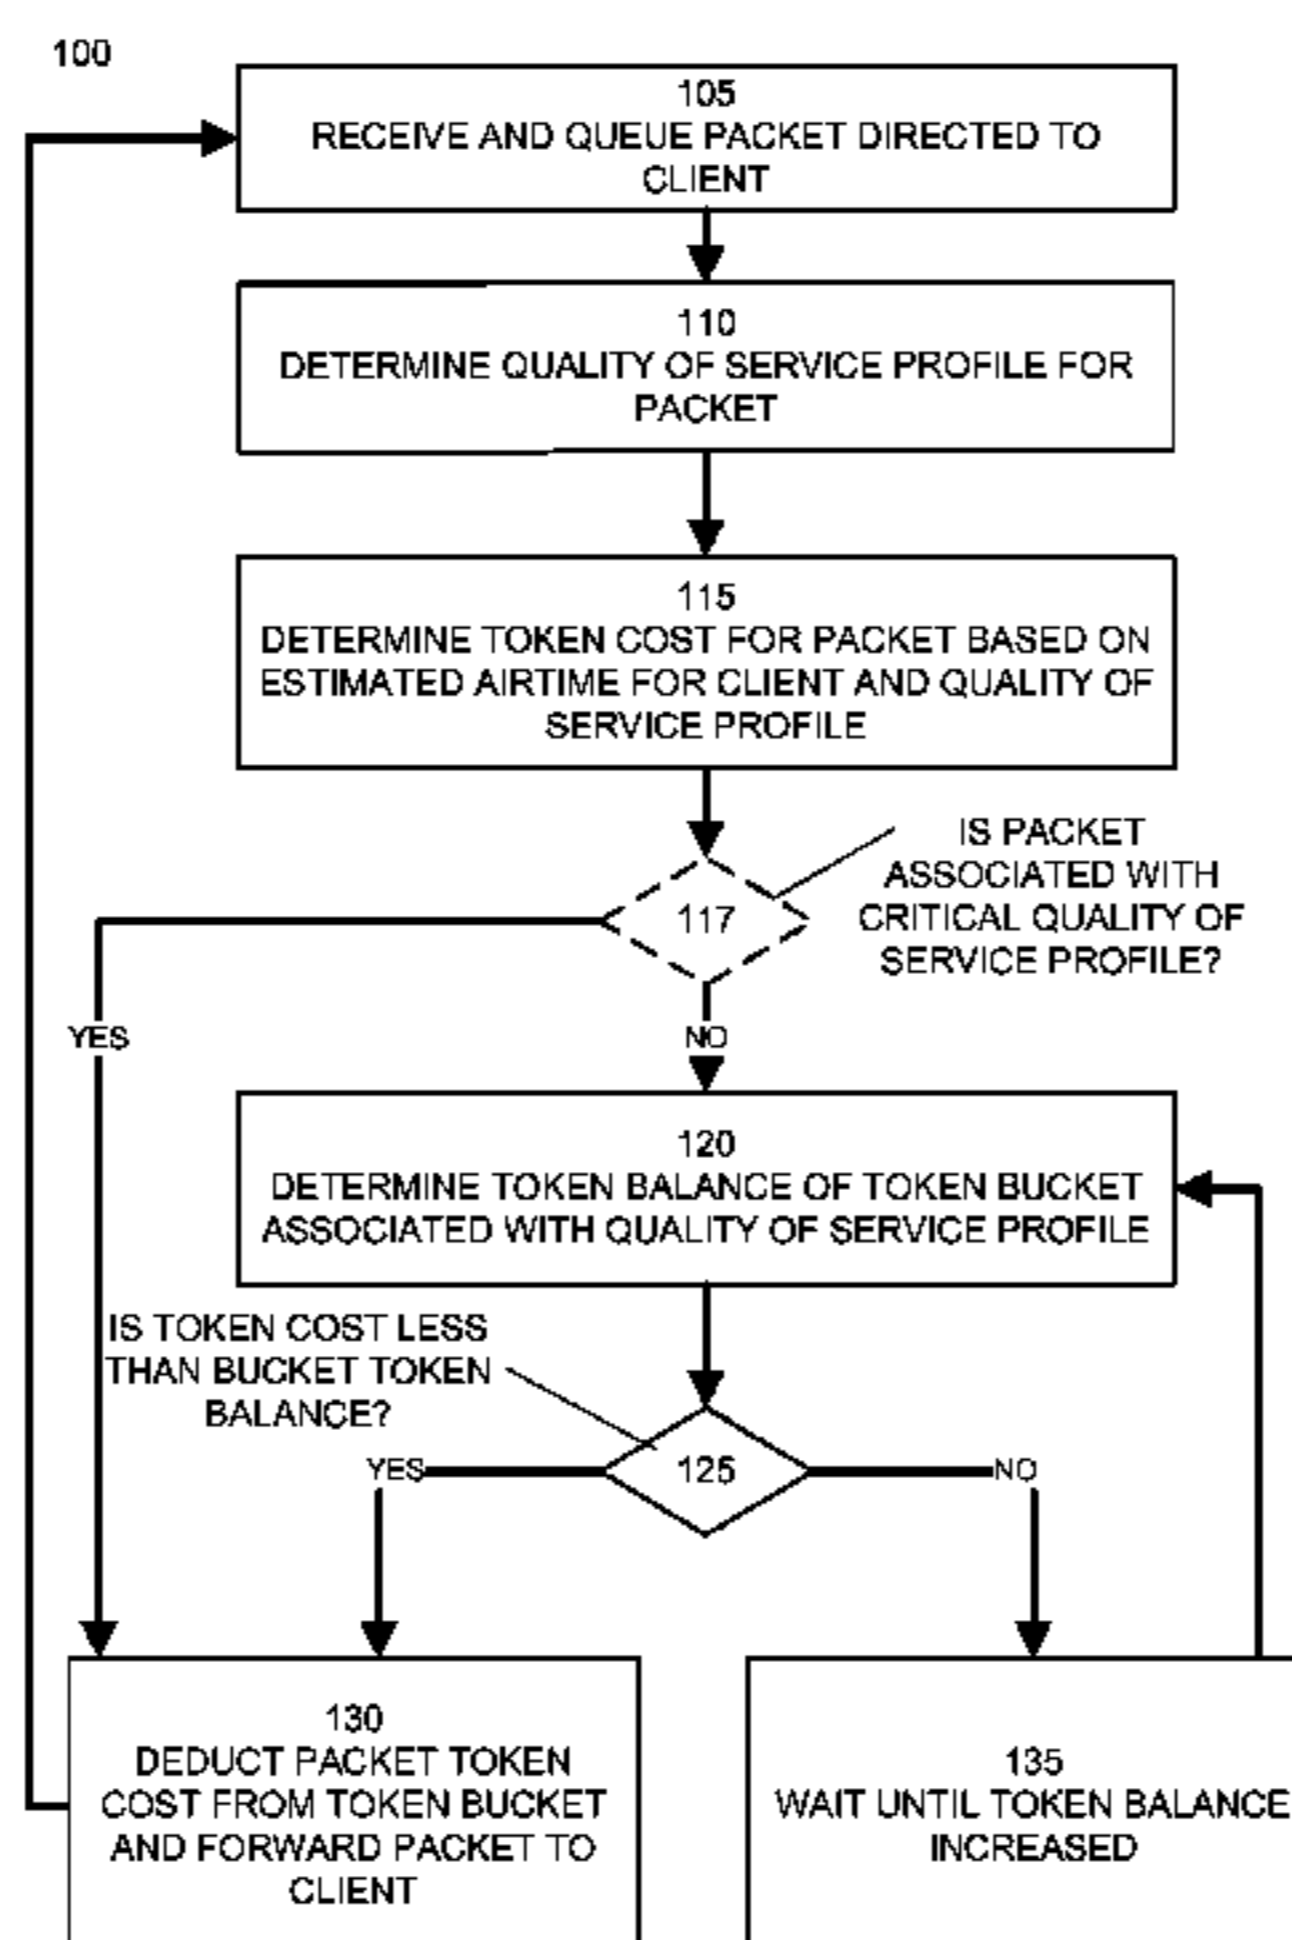 100
105
RECEIVE AND QUEUE PACKET DIRECTED TO
CLIENT
110
DETERMINE QUALITY OF SERVICE PROFILE FOR
PACKET
115
DETERMINE TOKEN COST FOR PACKET BASED ON
ESTIMATED AIRTIME FOR CLIENT AND QUALITY OF
SERVICE PROFILE
IS PACKET
ASSOCIATED WITH
CRITICAL QUALITY OF
SERVICE PROFILE?
117
YES
NO
120
DETERMINE TOKEN BALANCE OF TOKEN BUCKET
ASSOCIATED WITH QUALITY OF SERVICE PROFILE
IS TOKEN COST LESS
THAN BUCKET TOKEN
BALANCE?
YES
125
NO
130
DEDUCT PACKET TOKEN
COST FROM TOKEN BUCKET
AND FORWARD PACKET TO
CLIENT
135
WAIT UNTIL TOKEN BALANCE
INCREASED